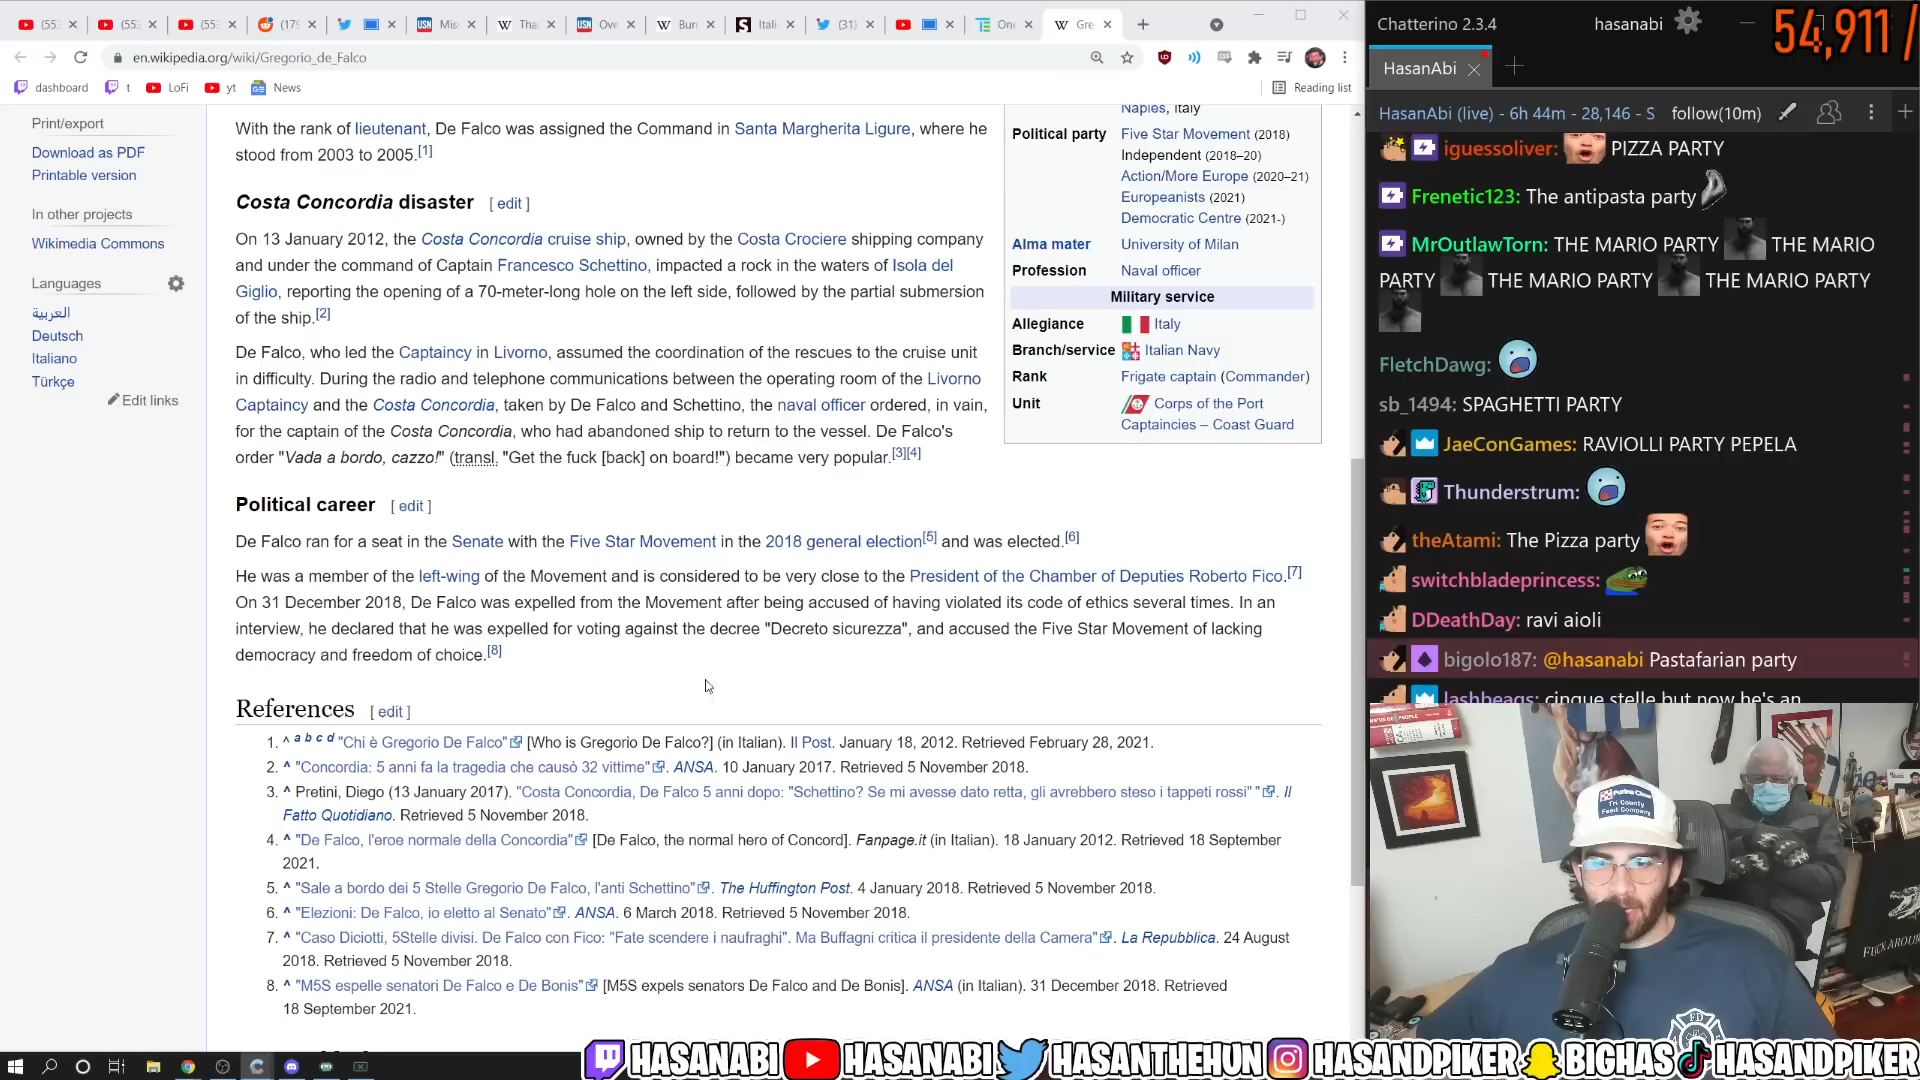 (55:
(55:
(55:
(179
Mis
Tha
Ove
Bun
Itali
(31)
One
Gre
en.wikipedia.org/wiki/Gregorio_de_Falco
dashboard
t
LoFi
yt
News
Reading list
Print/export
Download as PDF
Printable version
In other projects
Wikimedia Commons
Languages
العربية
Deutsch
Italiano
Türkçe
Edit links
With the rank of lieutenant, De Falco was assigned the Command in Santa Margherita Ligure, where he
stood from 2003 to 2005.[1]
Costa Concordia disaster [ edit ]
On 13 January 2012, the Costa Concordia cruise ship, owned by the Costa Crociere shipping company
and under the command of Captain Francesco Schettino, impacted a rock in the waters of Isola del
Giglio, reporting the opening of a 70-meter-long hole on the left side, followed by the partial submersion
of the ship.[2]
De Falco, who led the Captaincy in Livorno, assumed the coordination of the rescues to the cruise unit
in difficulty. During the radio and telephone communications between the operating room of the Livorno
Captaincy and the Costa Concordia, taken by De Falco and Schettino, the naval officer ordered, in vain,
for the captain of the Costa Concordia, who had abandoned ship to return to the vessel. De Falco's
order "Vada a bordo, cazzo!" (transl. "Get the fuck [back] on board!") became very popular.[3][4]
Naples, Italy
Political party Five Star Movement (2018)
Independent (2018–20)
Action/More Europe (2020–21)
Europeanists (2021)
Democratic Centre (2021-)
Alma mater University of Milan
Profession Naval officer
Military service
Allegiance Italy
Branch/service Italian Navy
Rank Frigate captain (Commander)
Unit Corps of the Port
Captaincies – Coast Guard
Political career [ edit ]
De Falco ran for a seat in the Senate with the Five Star Movement in the 2018 general election[5] and was elected.[6]
He was a member of the left-wing of the Movement and is considered to be very close to the President of the Chamber of Deputies Roberto Fico.[7]
On 31 December 2018, De Falco was expelled from the Movement after being accused of having violated its code of ethics several times. In an
interview, he declared that he was expelled for voting against the decree "Decreto sicurezza", and accused the Five Star Movement of lacking
democracy and freedom of choice.[8]
References [ edit ]
1. ^ a b c d "Chi è Gregorio De Falco" [Who is Gregorio De Falco?] (in Italian). Il Post. January 18, 2012. Retrieved February 28, 2021.
2. ^ "Concordia: 5 anni fa la tragedia che causò 32 vittime". ANSA. 10 January 2017. Retrieved 5 November 2018.
3. ^ Pretini, Diego (13 January 2017). "Costa Concordia, De Falco 5 anni dopo: "Schettino? Se mi avesse dato retta, gli avrebbero steso i tappeti rossi" ". Il
Fatto Quotidiano. Retrieved 5 November 2018.
4. ^ "De Falco, l'eroe normale della Concordia" [De Falco, the normal hero of Concord]. Fanpage.it (in Italian). 18 January 2012. Retrieved 18 September
2021.
5. ^ "Sale a bordo dei 5 Stelle Gregorio De Falco, l'anti Schettino". The Huffington Post. 4 January 2018. Retrieved 5 November 2018.
6. ^ "Elezioni: De Falco, io eletto al Senato". ANSA. 6 March 2018. Retrieved 5 November 2018.
7. ^ "Caso Diciotti, 5Stelle divisi. De Falco con Fico: "Fate scendere i naufraghi". Ma Buffagni critica il presidente della Camera". La Repubblica. 24 August
2018. Retrieved 5 November 2018.
8. ^ "M5S espelle senatori De Falco e De Bonis" [M5S expels senators De Falco and De Bonis]. ANSA (in Italian). 31 December 2018. Retrieved
18 September 2021.
Chatterino 2.3.4
hasanabi
54,911 /
HasanAbi
HasanAbi (live) - 6h 44m - 28,146 - S
follow(10m)
iguessoliver: PIZZA PARTY
Frenetic123: The antipasta party
MrOutlawTorn: THE MARIO PARTY THE MARIO
PARTY THE MARIO PARTY THE MARIO PARTY
FletchDawg:
sb_1494: SPAGHETTI PARTY
JaeConGames: RAVIOLLI PARTY PEPELA
Thunderstrum:
theAtami: The Pizza party
switchbladeprincess:
DDeathDay: ravi aioli
bigolo187: @hasanabi Pastafarian party
lashbeags: cinque stelle but now he's an
Purina Chows
Tri County
Feed Company
FUCK AROUN
FD
HASANABI HASANABI HASANTHEHUN HASANDPIKER BIGHAS HASANDPIKER